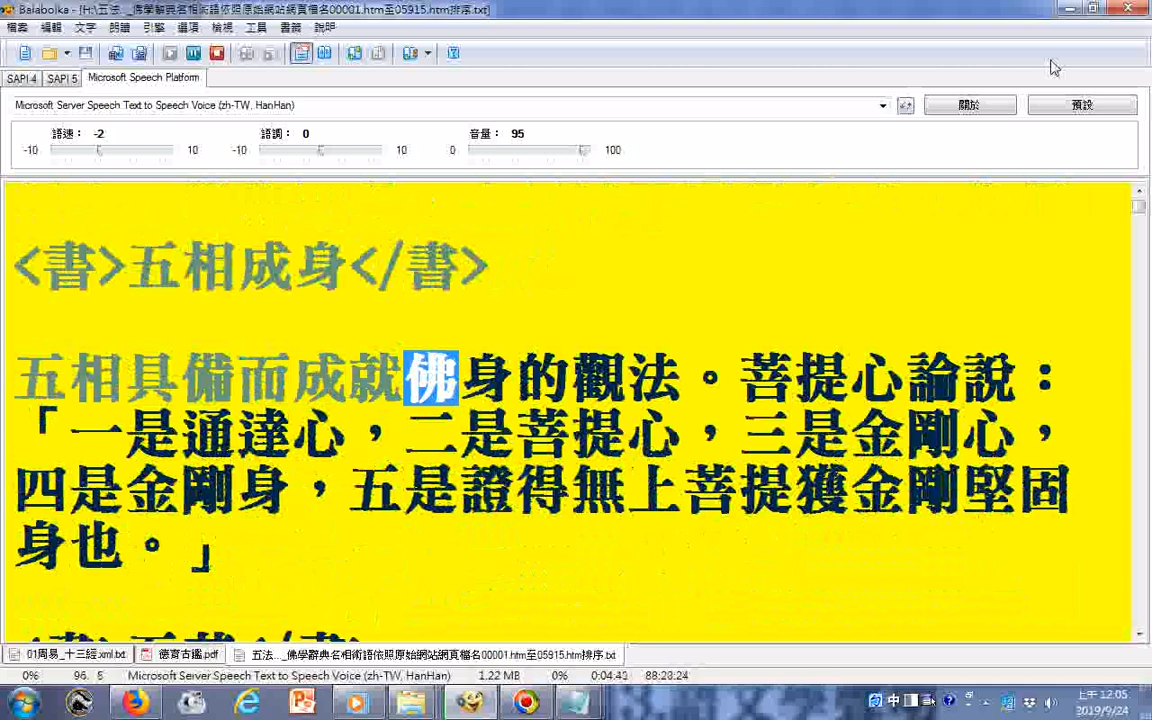 Balabolka - [H:\五法..._佛學辭典名相術語依照原始網站網頁檔名00001.htm至05915.htm排序.txt]
檔案 編輯 文字 朗讀 引擎 選項 檢視 工具 書籤 說明
SAPI 4 SAPI 5 Microsoft Speech Platform
Microsoft Server Speech Text to Speech Voice (zh-TW, HanHan) 關於 預設
語速： -2 語調： 0 音量： 95
-10 10 -10 10 0 100
<書>五相成身</書>
五相具備而成就佛身的觀法。菩提心論說：
「一是通達心，二是菩提心，三是金剛心，
四是金剛身，五是證得無上菩提獲金剛堅固
身也。」
01周易_十三經.xml.txt 德育古鑑.pdf 五法..._佛學辭典名相術語依照原始網站網頁檔名00001.htm至05915.htm排序.txt
0% 96: 5 Microsoft Server Speech Text to Speech Voice (zh-TW, HanHan) 1.22 MB 0% 0:04:43 88:23:24
中 上午 12:05
2019/9/24